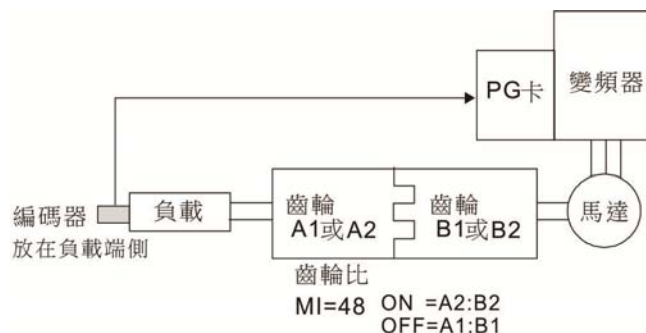 PG卡
變頻器
编碼器
放在負載端側
負載
齒輪
A1或A2
齒輪
B1或B2
馬達
齒輪比
MI=48 ON =A2:B2
OFF=A1:B1